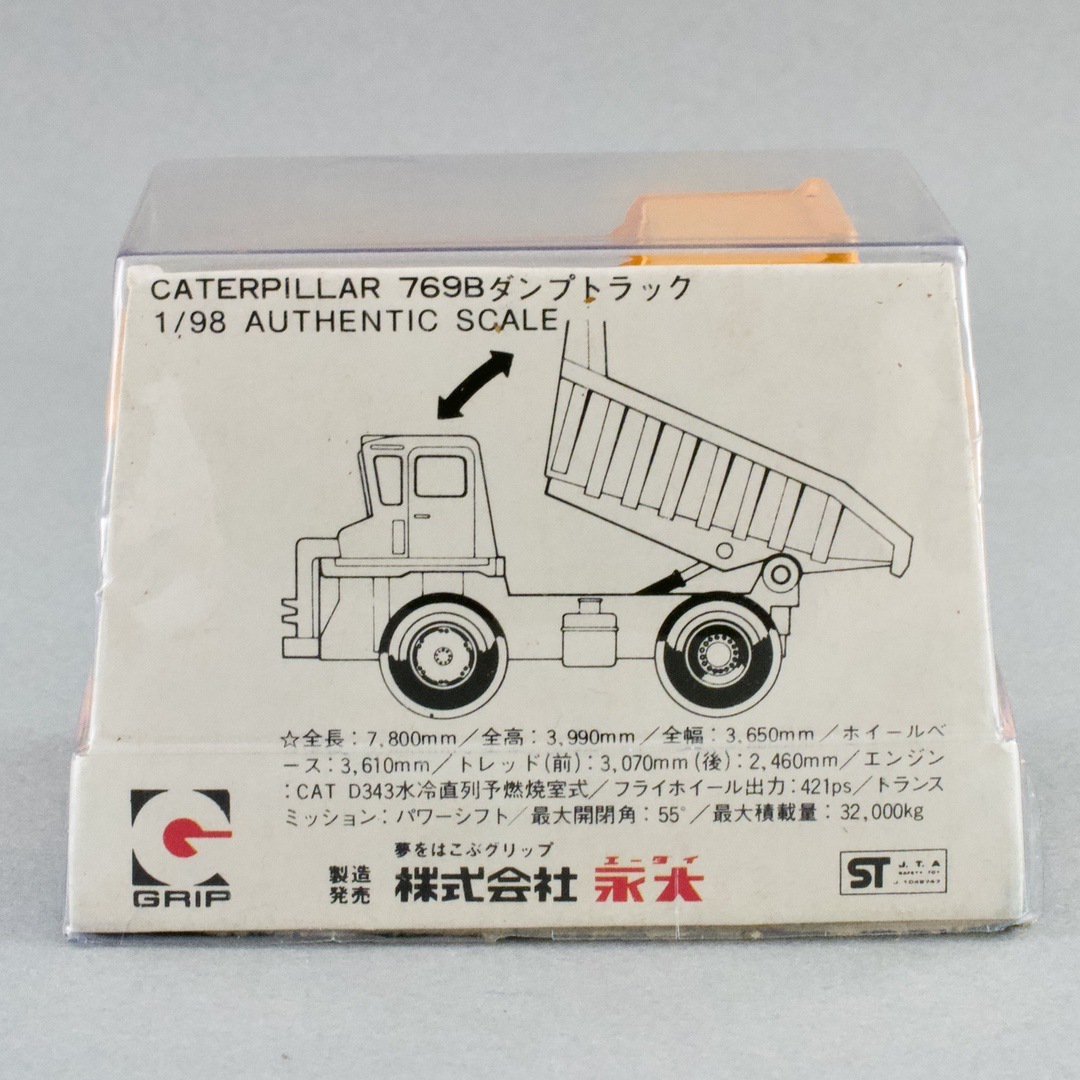 CATERPILLAR 769Bダンプトラック
1/98 AUTHENTIC SCALE
☆全長：7,800mm／全高：3,990mm／全幅：3,650mm／ホイールベ
ース：3,610mm／トレッド(前)：3,070mm(後)：2,460mm／エンジン
：CAT D343水冷直列予燃焼室式／フライホイール出力：421ps／トランス
ミッション：パワーシフト／最大開閉角：55°／最大積載量：32,000kg
夢をはこぶグリップ
エータイ
製造
発売
株式会社 永大
GRIP
ST
J.T.A
SAFETY TOY